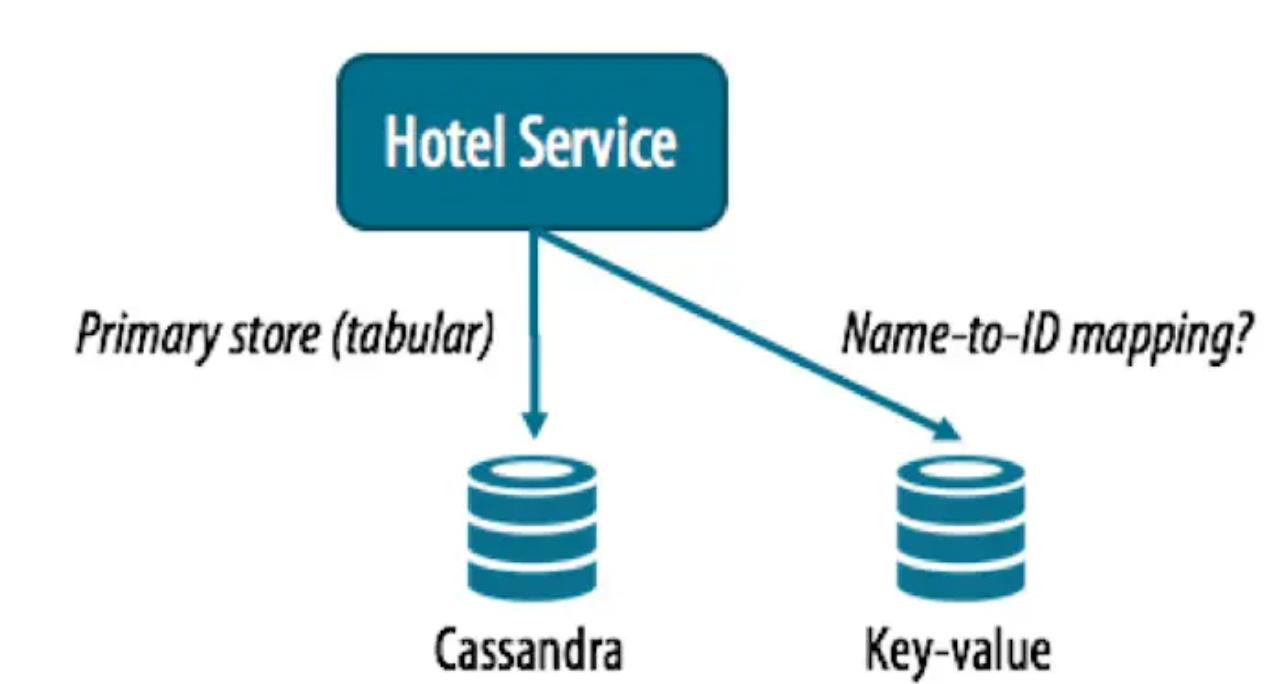 Hotel Service
Primary store (tabular)
Name-to-ID mapping?
Cassandra
Key-value